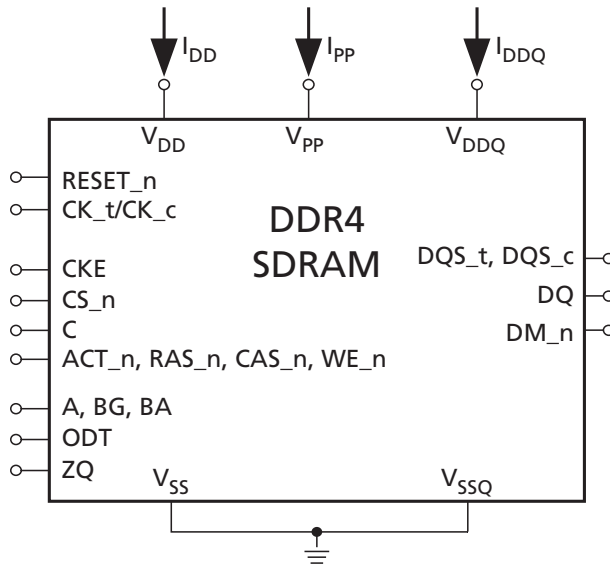 IDD IPP IDDQ
VDD VPP VDDQ
RESET_n
CK_t/CK_c
DDR4
SDRAM
CKE
CS_n
C
ACT_n, RAS_n, CAS_n, WE_n
A, BG, BA
ODT
ZQ
DQS_t, DQS_c
DQ
DM_n
VSS VSSQ